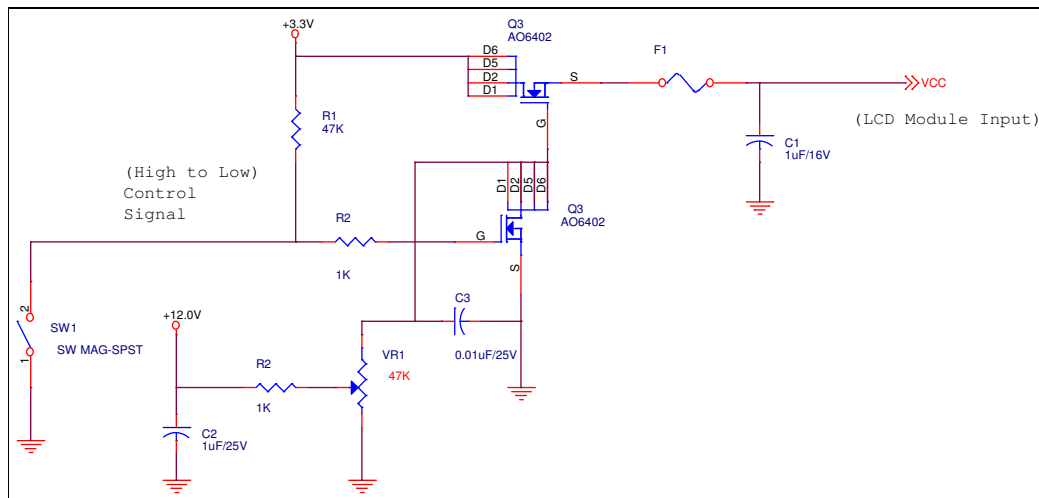 Q3
AO6402
+3.3V
D6
D5
D2
D1
S
G
F1
VCC
(LCD Module Input)
R1
47K
C1
1uF/16V
(High to Low)
Control
Signal
D1
D2
D5
D6
Q3
AO6402
R2
G
1K
S
2
1
SW1
SW MAG-SPST
+12.0V
C3
0.01uF/25V
VR1
47K
R2
1K
C2
1uF/25V